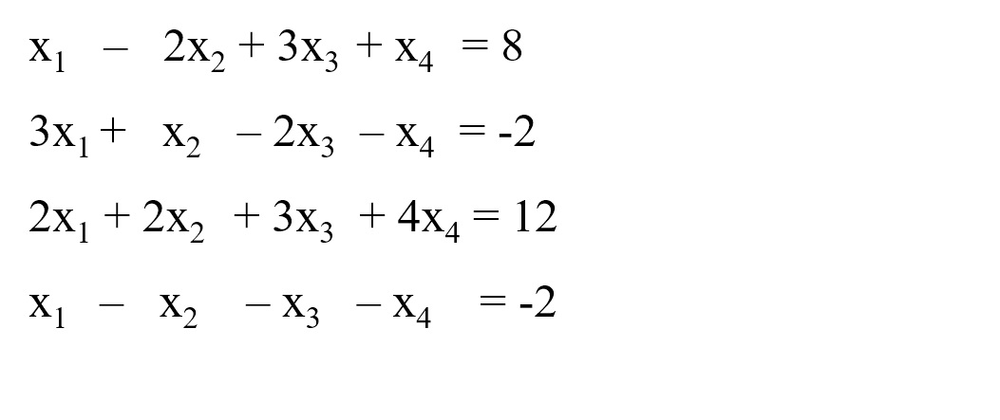 x₁ – 2x₂ + 3x₃ + x₄ = 8
3x₁ + x₂ – 2x₃ – x₄ = -2
2x₁ + 2x₂ + 3x₃ + 4x₄ = 12
x₁ – x₂ – x₃ – x₄ = -2